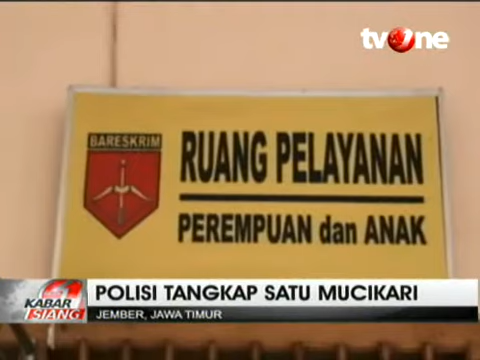 tvOne
BARESKRIM
RUANG PELAYANAN
PEREMPUAN dan ANAK
KABAR
SIANG
POLISI TANGKAP SATU MUCIKARI
JEMBER, JAWA TIMUR